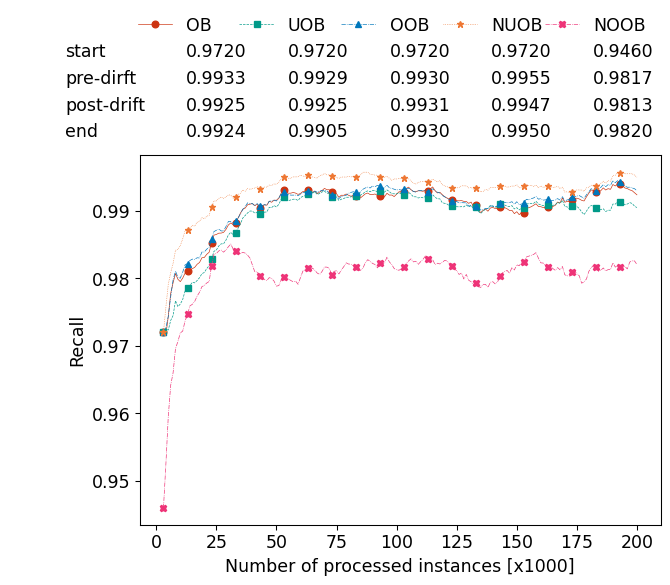 OB UOB OOB NUOB NOOB
start 0.9720 0.9720 0.9720 0.9720 0.9460
pre-dirft 0.9933 0.9929 0.9930 0.9955 0.9817
post-drift 0.9925 0.9925 0.9931 0.9947 0.9813
end 0.9924 0.9905 0.9930 0.9950 0.9820
0.99
0.98
0.97
0.96
0.95
Recall
0 25 50 75 100 125 150 175 200
Number of processed instances [x1000]